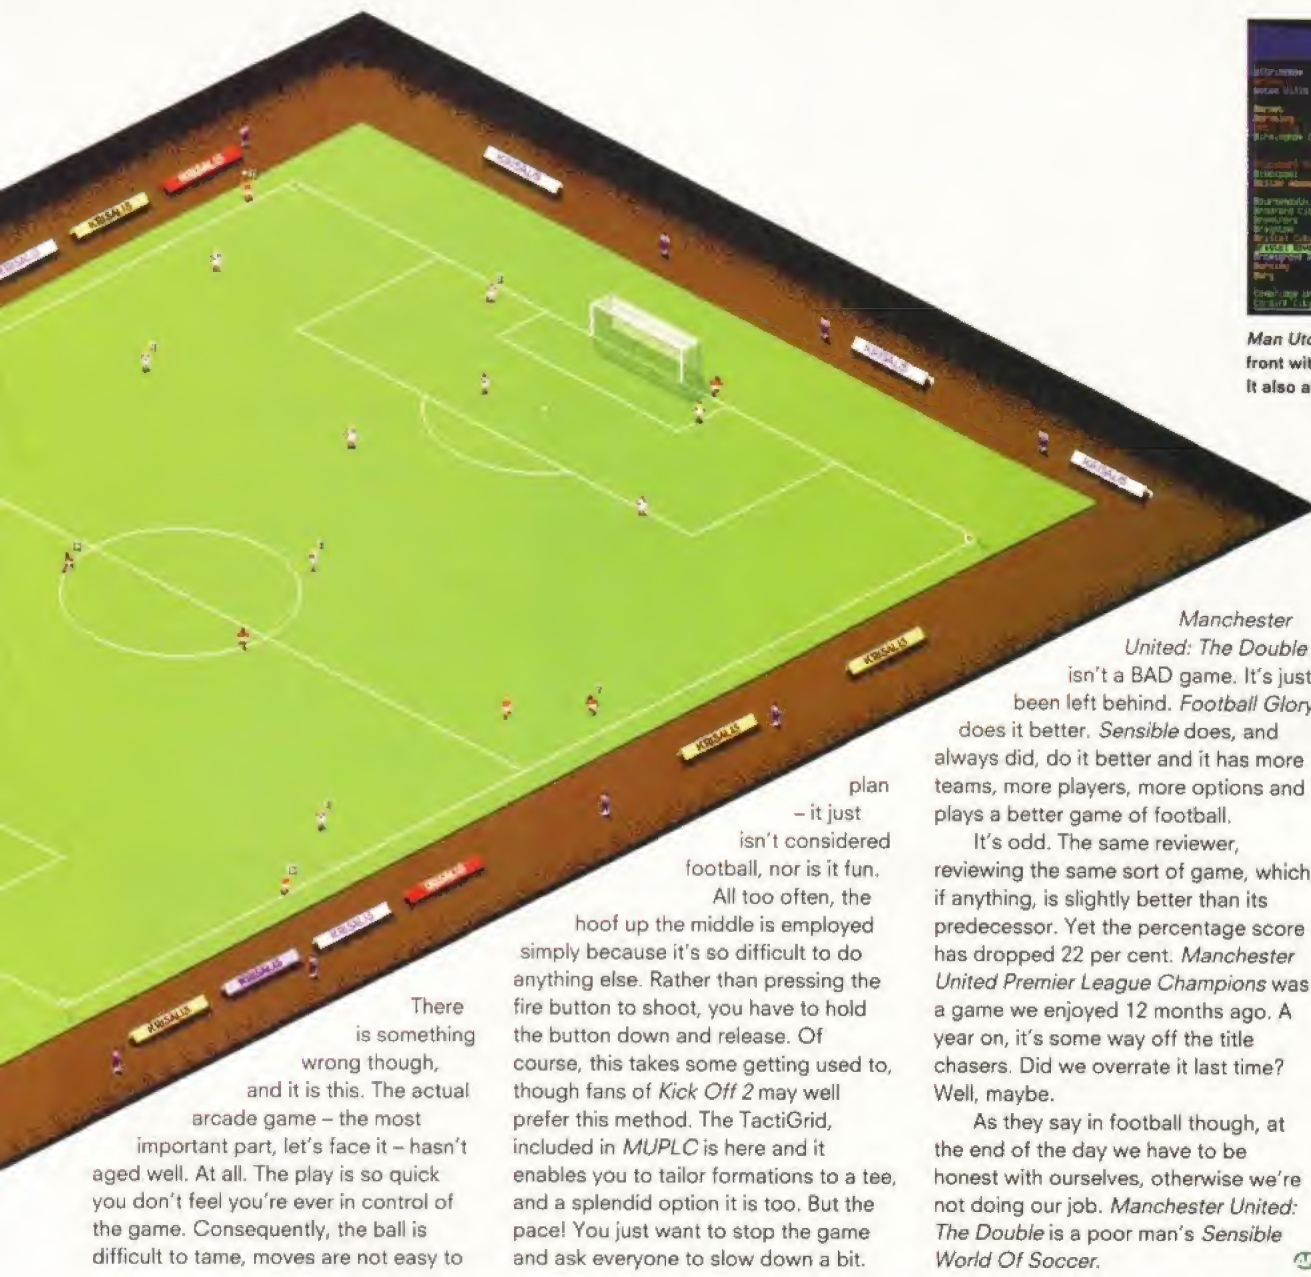 KRISALIS
KRISALIS
KRISALIS
KRISALIS
KRISALIS
KRISALIS
KRISALIS
KRISALIS
KRISALIS
KRISALIS
KRISALIS
KRISALIS
Man Utd
front wit
It also a
There
is something
wrong though,
and it is this. The actual
arcade game – the most
important part, let's face it – hasn't
aged well. At all. The play is so quick
you don't feel you're ever in control of
the game. Consequently, the ball is
difficult to tame, moves are not easy to
plan
– it just
isn't considered
football, nor is it fun.
All too often, the
hoof up the middle is employed
simply because it's so difficult to do
anything else. Rather than pressing the
fire button to shoot, you have to hold
the button down and release. Of
course, this takes some getting used to,
though fans of Kick Off 2 may well
prefer this method. The TactiGrid,
included in MUPLC is here and it
enables you to tailor formations to a tee,
and a splendid option it is too. But the
pace! You just want to stop the game
and ask everyone to slow down a bit.
Manchester
United: The Double
isn't a BAD game. It's just
been left behind. Football Glory
does it better. Sensible does, and
always did, do it better and it has more
teams, more players, more options and
plays a better game of football.
It's odd. The same reviewer,
reviewing the same sort of game, which
if anything, is slightly better than its
predecessor. Yet the percentage score
has dropped 22 per cent. Manchester
United Premier League Champions was
a game we enjoyed 12 months ago. A
year on, it's some way off the title
chasers. Did we overrate it last time?
Well, maybe.
As they say in football though, at
the end of the day we have to be
honest with ourselves, otherwise we're
not doing our job. Manchester United:
The Double is a poor man's Sensible
World Of Soccer.